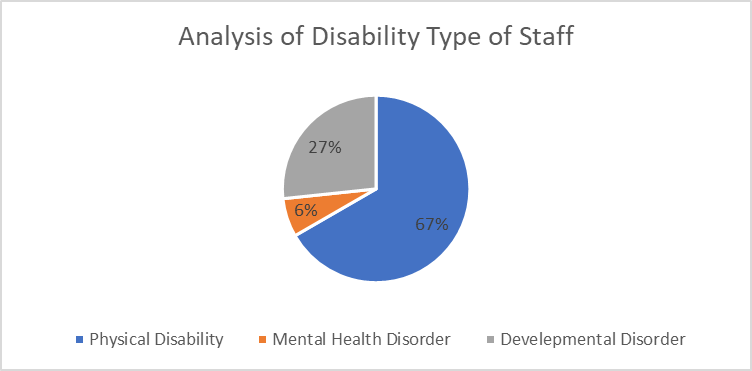 Analysis of Disability Type of Staff
27%
6%
67%
Physical Disability
Mental Health Disorder
Develepmental Disorder